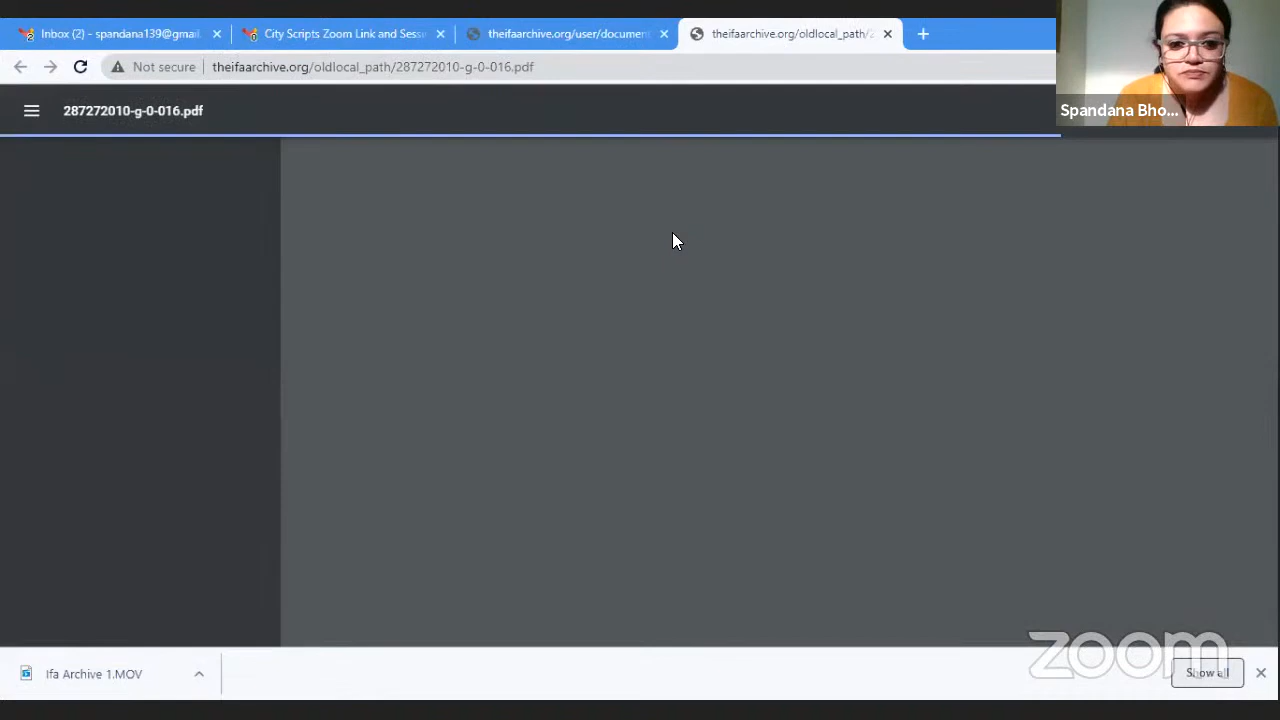 Inbox (2) - spandana139@gmail.
City Scripts Zoom Link and Sess
theifaarchive.org/user/document
theifaarchive.org/oldlocal_path/2
Not secure
theifaarchive.org/oldlocal_path/287272010-g-0-016.pdf
287272010-g-0-016.pdf
Spandana Bho...
Ifa Archive 1.MOV
zoom
Show all